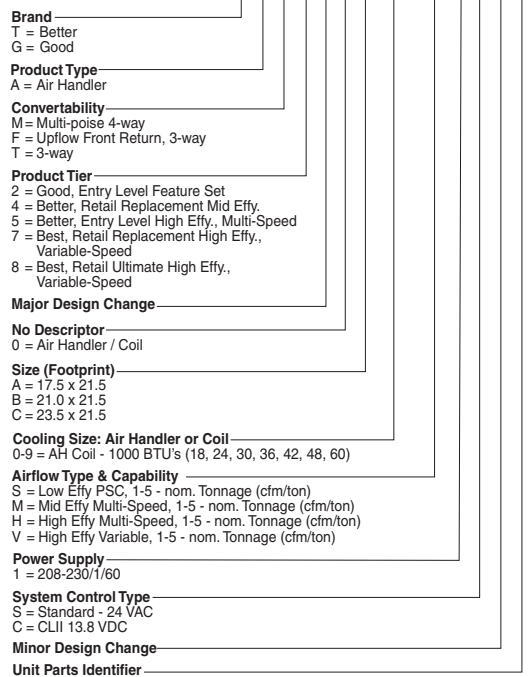 Brand
T = Better
G = Good
Product Type
A = Air Handler
Convertability
M = Multi-poise 4-way
F = Upflow Front Return, 3-way
T = 3-way
Product Tier
2 = Good, Entry Level Feature Set
4 = Better, Retail Replacement Mid Effy.
5 = Better, Entry Level High Effy., Multi-Speed
7 = Best, Retail Replacement High Effy.,
Variable-Speed
8 = Best, Retail Ultimate High Effy.,
Variable-Speed
Major Design Change
No Descriptor
0 = Air Handler / Coil
Size (Footprint)
A = 17.5 x 21.5
B = 21.0 x 21.5
C = 23.5 x 21.5
Cooling Size: Air Handler or Coil
0-9 = AH Coil - 1000 BTU's (18, 24, 30, 36, 42, 48, 60)
Airflow Type & Capability
S = Low Effy PSC, 1-5 - nom. Tonnage (cfm/ton)
M = Mid Effy Multi-Speed, 1-5 - nom. Tonnage (cfm/ton)
H = High Effy Multi-Speed, 1-5 - nom. Tonnage (cfm/ton)
V = High Effy Variable, 1-5 - nom. Tonnage (cfm/ton)
Power Supply
1 = 208-230/1/60
System Control Type
S = Standard - 24 VAC
C = CLII 13.8 VDC
Minor Design Change
Unit Parts Identifier